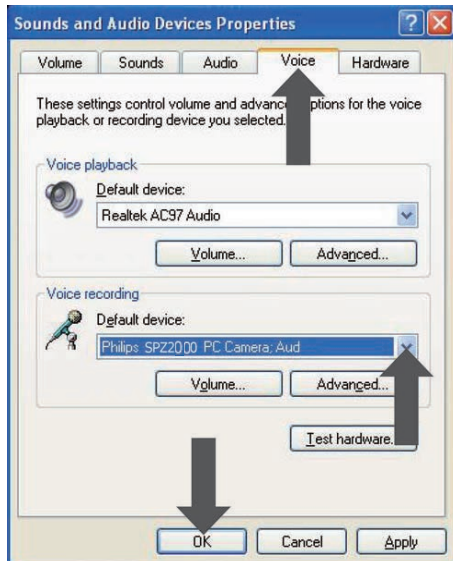 Sounds and Audio Devices Properties
?
Volume Sounds Audio Voice Hardware
These settings control volume and advanced options for the voice
playback or recording device you selected.
Voice playback
Default device:
Realtek AC97 Audio
Volume... Advanced...
Voice recording
Default device:
Philips SPZ2000 PC Camera: Aud
Volume... Advanced...
Test hardware...
OK Cancel Apply